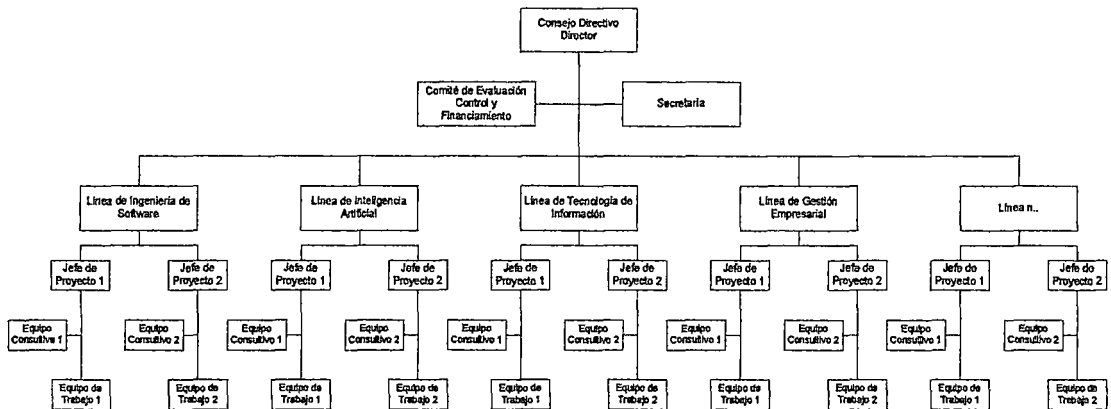 Consejo Directivo
Director
Comité de Evaluación
Control y
Financiamiento
Secretaria
Línea de Ingeniería de
Software
Línea de Inteligencia
Artificial
Línea de Tecnología de
Información
Línea de Gestión
Empresarial
Línea n..
Jefe de
Proyecto 1
Jefe de
Proyecto 2
Jefe de
Proyecto 1
Jefe de
Proyecto 2
Jefe de
Proyecto 1
Jefe de
Proyecto 2
Jefe de
Proyecto 1
Jefe de
Proyecto 2
Jefe de
Proyecto 1
Jefe de
Proyecto 2
Equipo
Consultivo 1
Equipo
Consultivo 2
Equipo
Consultivo 1
Equipo
Consultivo 2
Equipo
Consultivo 1
Equipo
Consultivo 2
Equipo
Consultivo 1
Equipo
Consultivo 2
Equipo
Consultivo 1
Equipo
Consultivo 2
Equipo de
Trabajo 1
Equipo de
Trabajo 2
Equipo de
Trabajo 1
Equipo de
Trabajo 2
Equipo de
Trabajo 1
Equipo de
Trabajo 2
Equipo de
Trabajo 1
Equipo de
Trabajo 2
Equipo de
Trabajo 1
Equipo de
Trabajo 2